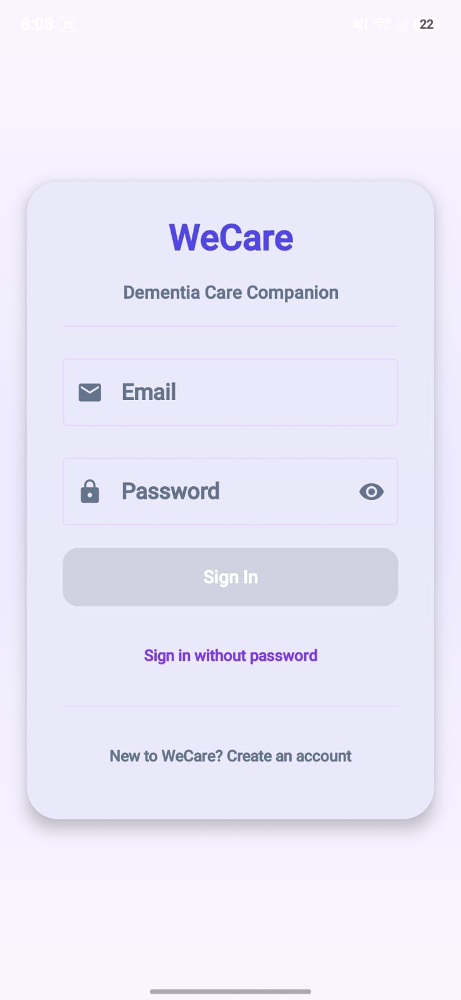 8:08
22
WeCare
Dementia Care Companion
Email
Password
Sign In
Sign in without password
New to WeCare? Create an account